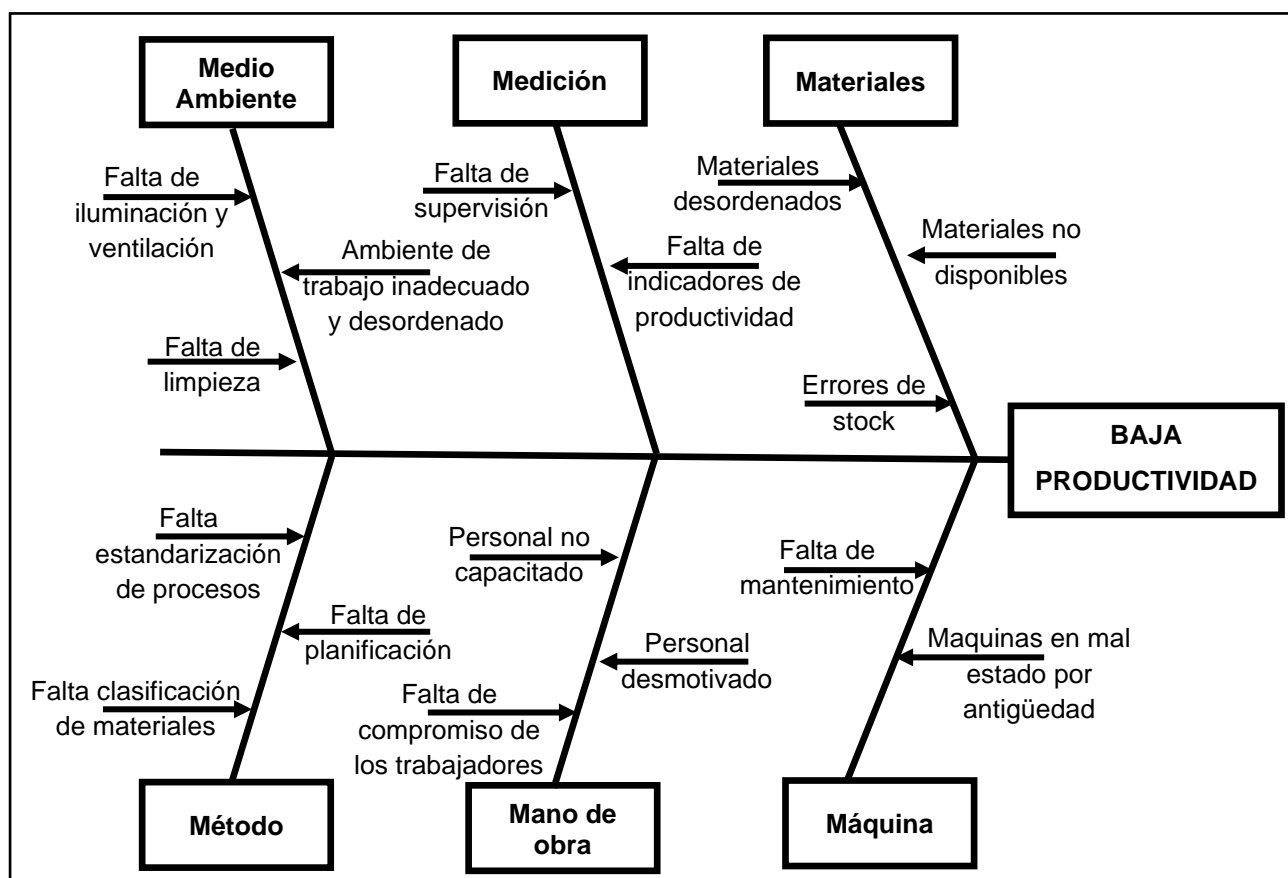 Medio
Ambiente
Medición
Materiales
Falta de
iluminación y
ventilación
Ambiente de
trabajo inadecuado
y desordenado
Falta de
limpieza
Falta de
supervisión
Falta de
indicadores de
productividad
Materiales
desordenados
Materiales no
disponibles
Errores de
stock
BAJA
PRODUCTIVIDAD
Falta
estandarización
de procesos
Falta de
planificación
Falta clasificación
de materiales
Personal no
capacitado
Personal
desmotivado
Falta de
compromiso de
los trabajadores
Falta de
mantenimiento
Maquinas en mal
estado por
antigüedad
Método
Mano de
obra
Máquina